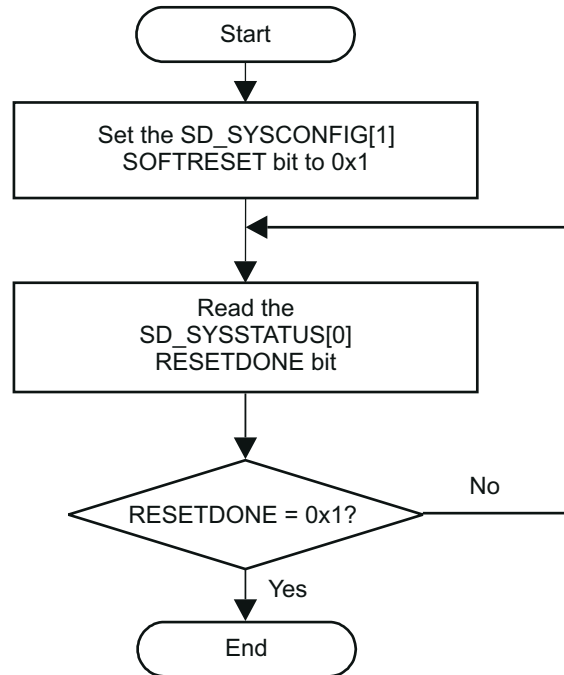 Start
Set the SD_SYSCONFIG[1]
SOFTRESET bit to 0x1
Read the
SD_SYSSTATUS[0]
RESETDONE bit
RESETDONE = 0x1?
No
Yes
End